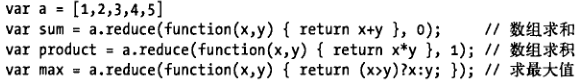 var a = [1,2,3,4,5]
var sum = a.reduce(function(x,y) { return x+y }, 0);     // 数组求和
var product = a.reduce(function(x,y) { return x*y }, 1); // 数组求积
var max = a.reduce(function(x,y) { return (x>y)?x:y; }); // 求最大值